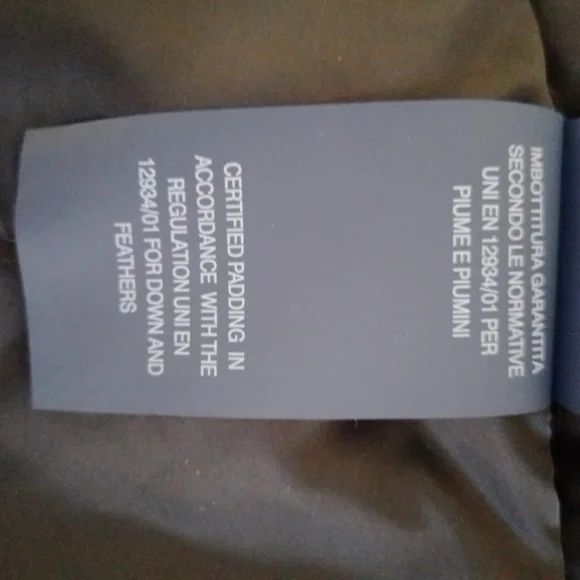 IMBOTTITURA GARANTITA
SECONDO LE NORMATIVE
UNI EN 12934/01 PER
PIUME E PIUMINI
CERTIFIED PADDING IN
ACCORDANCE WITH THE
REGULATION UNI EN
12934/01 FOR DOWN AND
FEATHERS